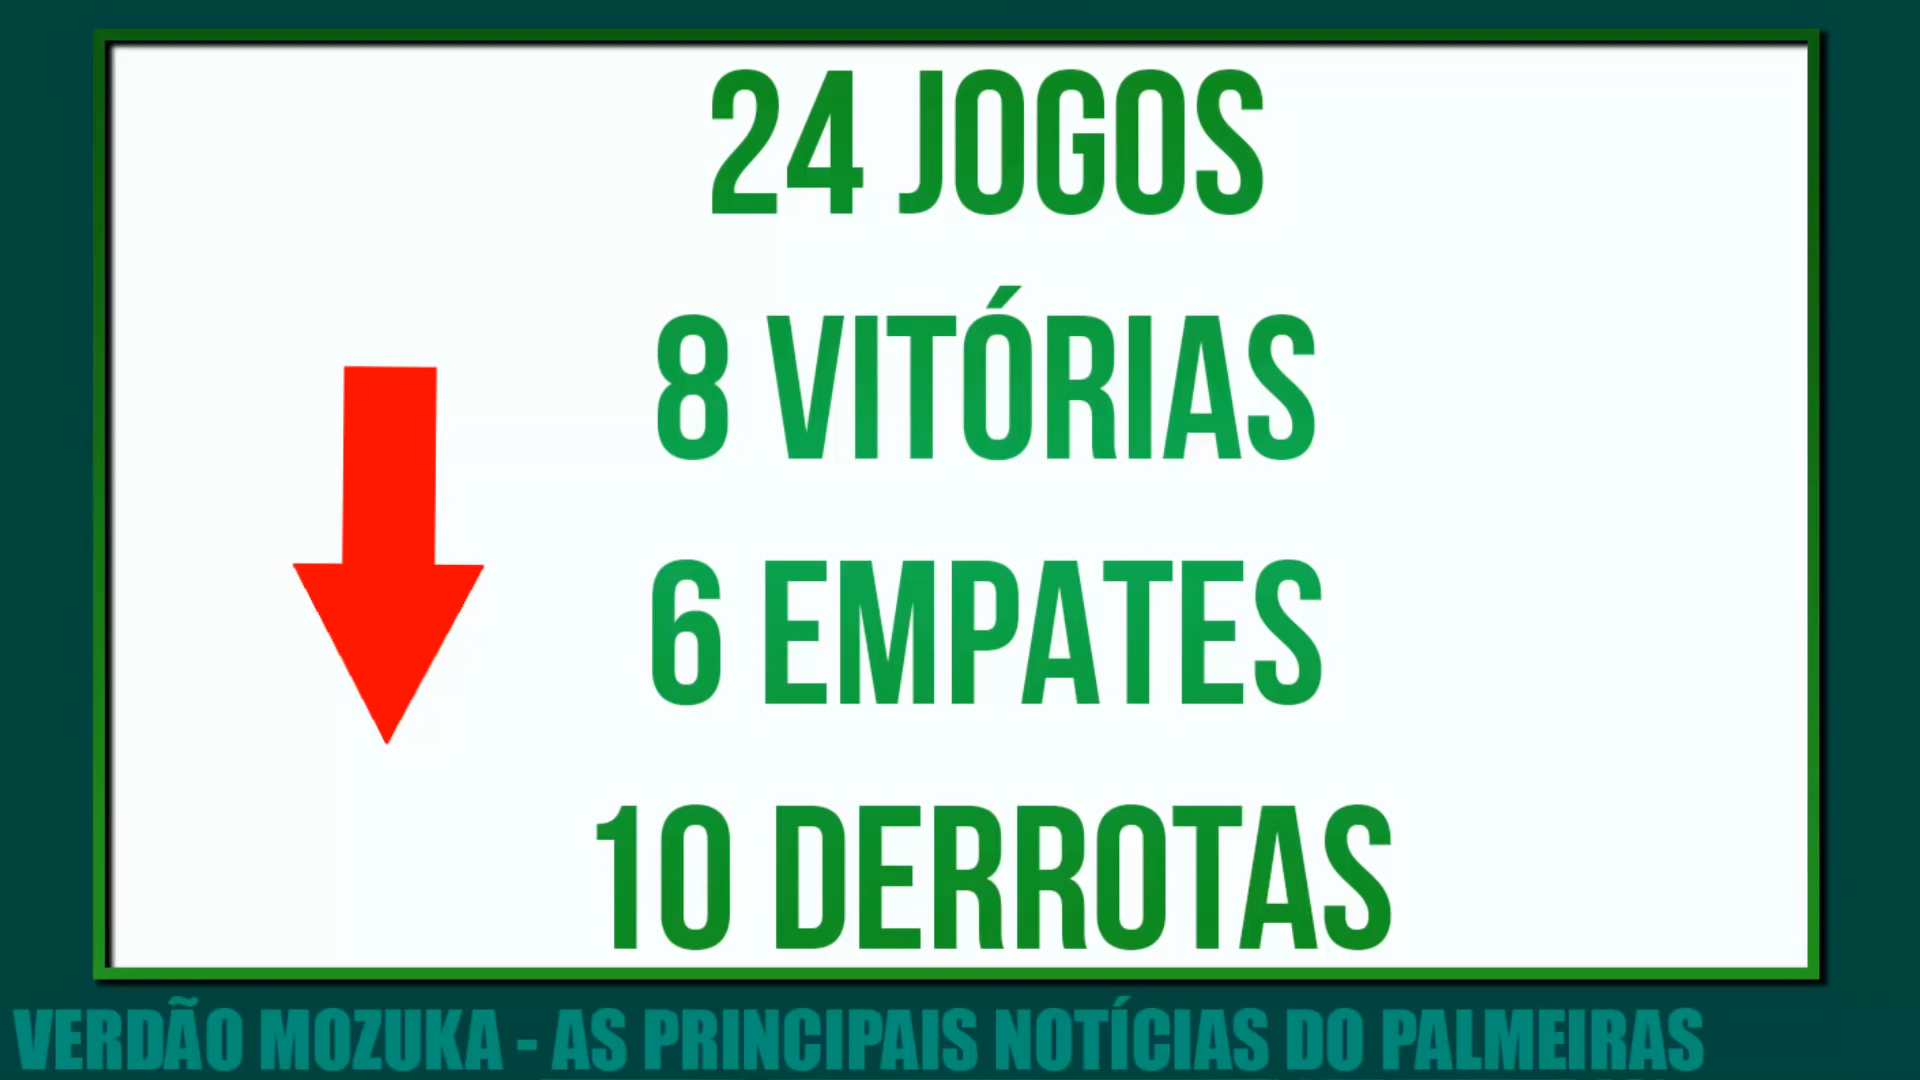 24 JOGOS
8 VITÓRIAS
6 EMPATES
10 DERROTAS
VERDÃO MOZUKA - AS PRINCIPAIS NOTÍCIAS DO PALMEIRAS